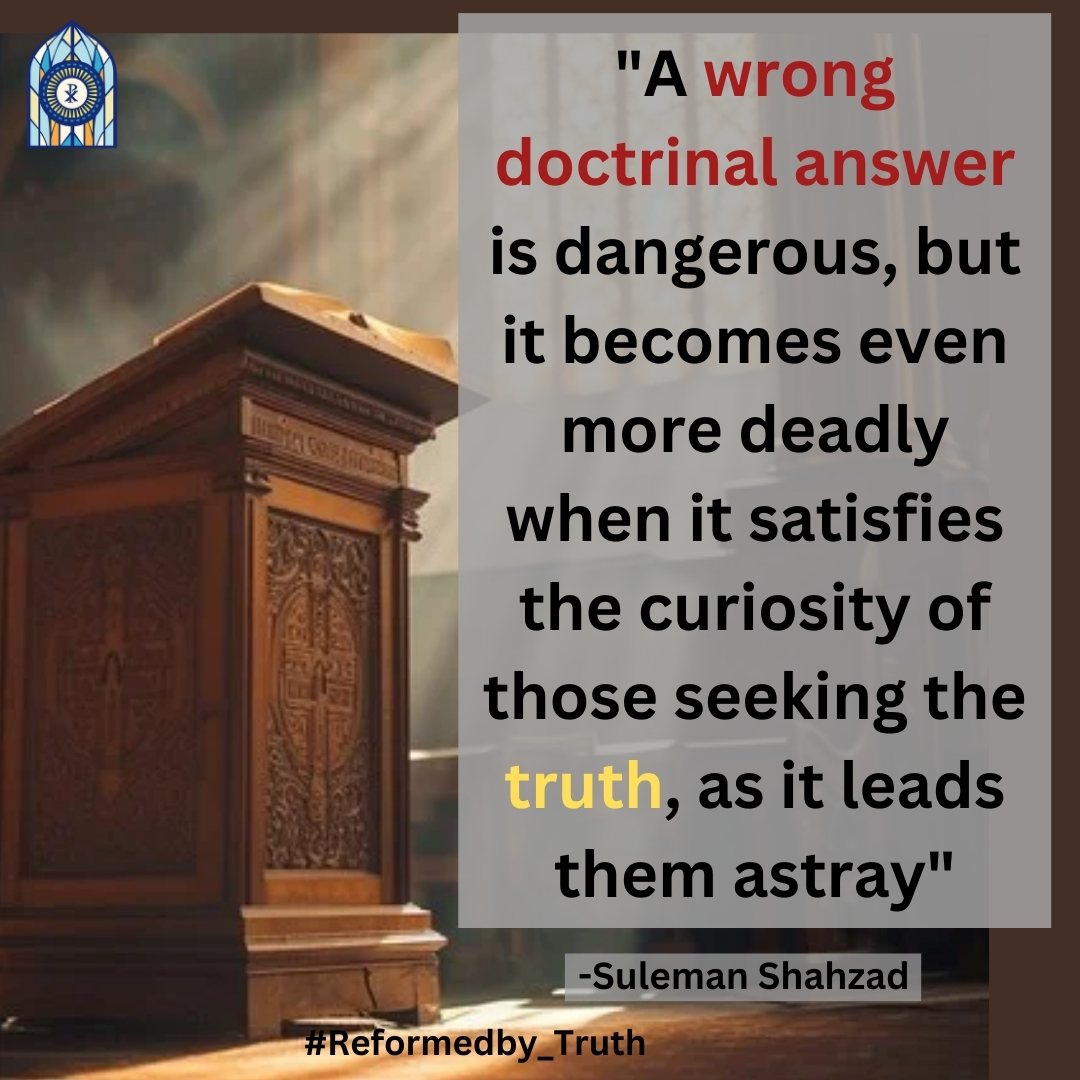 "A wrong
doctrinal answer
is dangerous, but
it becomes even
more deadly
when it satisfies
the curiosity of
those seeking the
truth, as it leads
them astray"
-Suleman Shahzad
#Reformedby_Truth